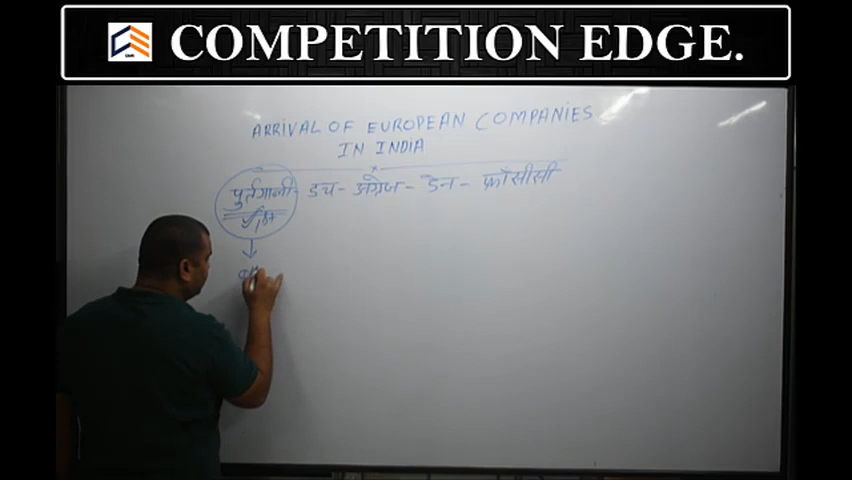 COMPETITION EDGE.
ARRIVAL OF EUROPEAN COMPANIES
IN INDIA
पुर्तगाली - डच - अंग्रेज - डेन - फ्रांसीसी